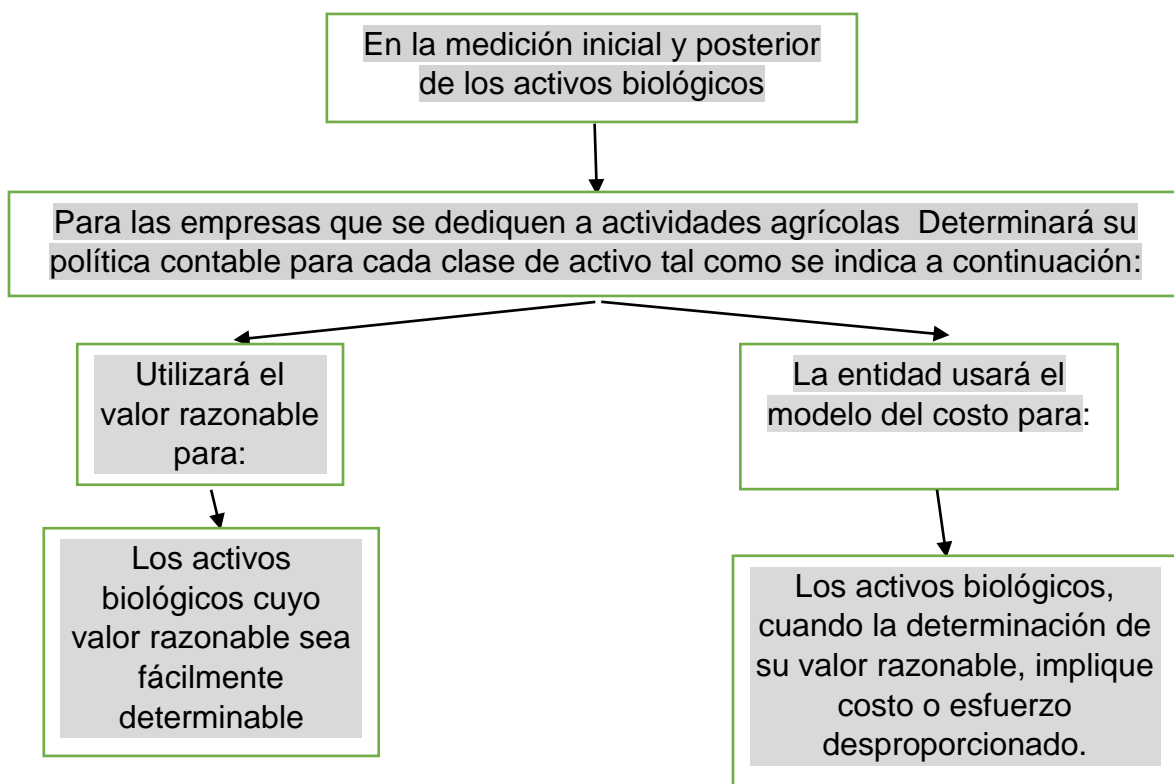 En la medición inicial y posterior
de los activos biológicos
Para las empresas que se dediquen a actividades agrícolas  Determinará su
política contable para cada clase de activo tal como se indica a continuación:
Utilizará el
valor razonable
para:
La entidad usará el
modelo del costo para:
Los activos
biológicos cuyo
valor razonable sea
fácilmente
determinable
Los activos biológicos,
cuando la determinación de
su valor razonable, implique
costo o esfuerzo
desproporcionado.